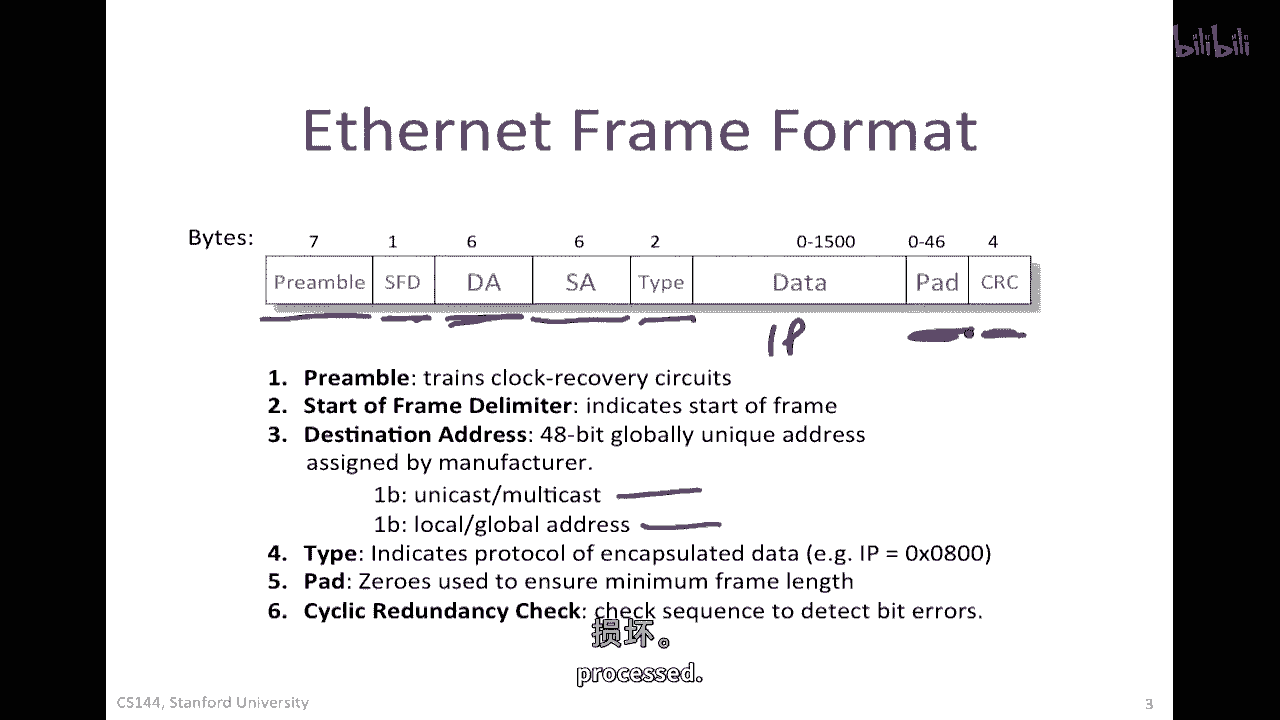 bilibili
Ethernet Frame Format
Bytes: 7 1 6 6 2 0-1500 0-46 4
Preamble SFD DA SA Type Data Pad CRC
IP
1. Preamble: trains clock-recovery circuits
2. Start of Frame Delimiter: indicates start of frame
3. Destination Address: 48-bit globally unique address
assigned by manufacturer.
1b: unicast/multicast
1b: local/global address
4. Type: Indicates protocol of encapsulated data (e.g. IP = 0x0800)
5. Pad: Zeroes used to ensure minimum frame length
6. Cyclic Redundancy Check: check sequence to detect bit errors.
损坏。
processed.
CS144, Stanford University
3